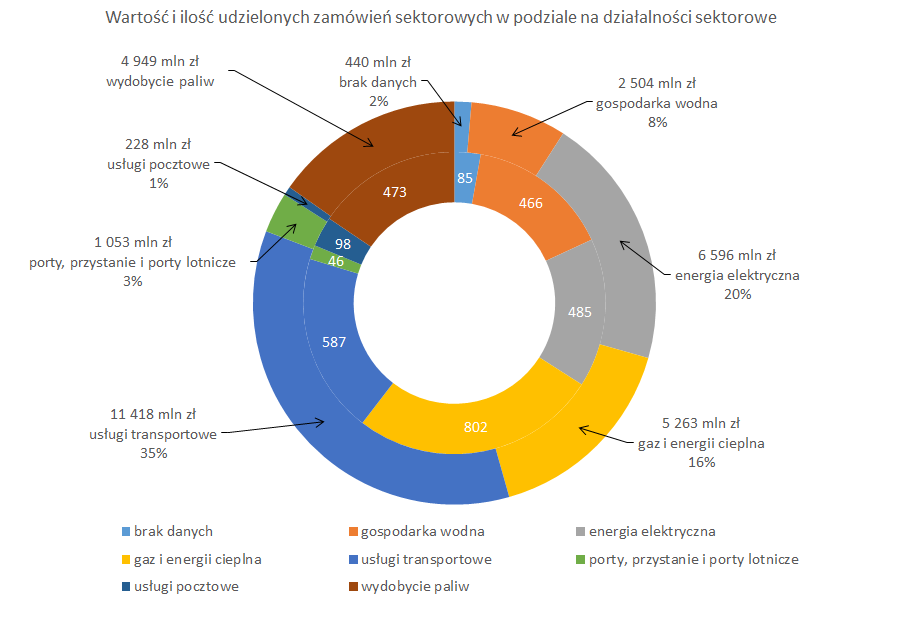 Wartość i ilość udzielonych zamówień sektorowych w podziale na działalności sektorowe
4 949 mln zł
wydobycie paliw
440 mln zł
brak danych
2%
2 504 mln zł
gospodarka wodna
8%
228 mln zł
usługi pocztowe
1%
1 053 mln zł
porty, przystanie i porty lotnicze
3%
6 596 mln zł
energia elektryczna
20%
11 418 mln zł
usługi transportowe
35%
5 263 mln zł
gaz i energii cieplna
16%
85
466
485
802
587
46
98
473
brak danych
gospodarka wodna
energia elektryczna
gaz i energii cieplna
usługi transportowe
porty, przystanie i porty lotnicze
usługi pocztowe
wydobycie paliw